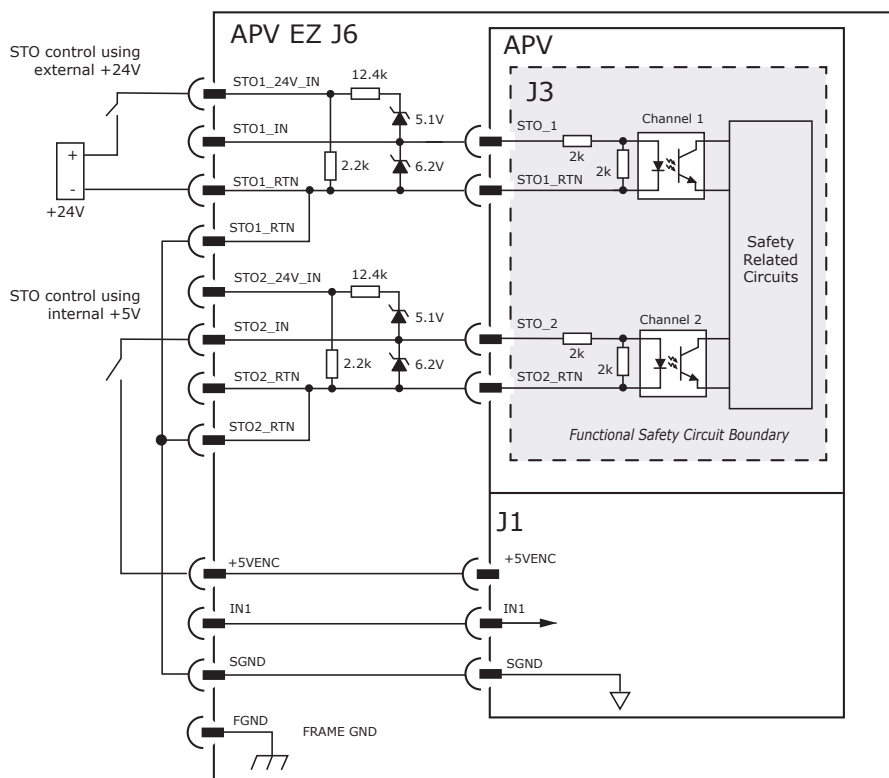 APV EZ J6
APV
STO control using
external +24V
STO1_24V_IN
12.4k
5.1V
J3
Channel 1
STO1_IN
STO_1
2k
2.2k
6.2V
2k
+
-
+24V
STO1_RTN
STO1_RTN
STO1_RTN
Safety
Related
Circuits
STO control using
internal +5V
STO2_24V_IN
12.4k
5.1V
Channel 2
STO2_IN
STO_2
2k
2.2k
6.2V
2k
STO2_RTN
STO2_RTN
STO2_RTN
Functional Safety Circuit Boundary
J1
+5VENC
+5VENC
IN1
IN1
SGND
SGND
FGND
FRAME GND